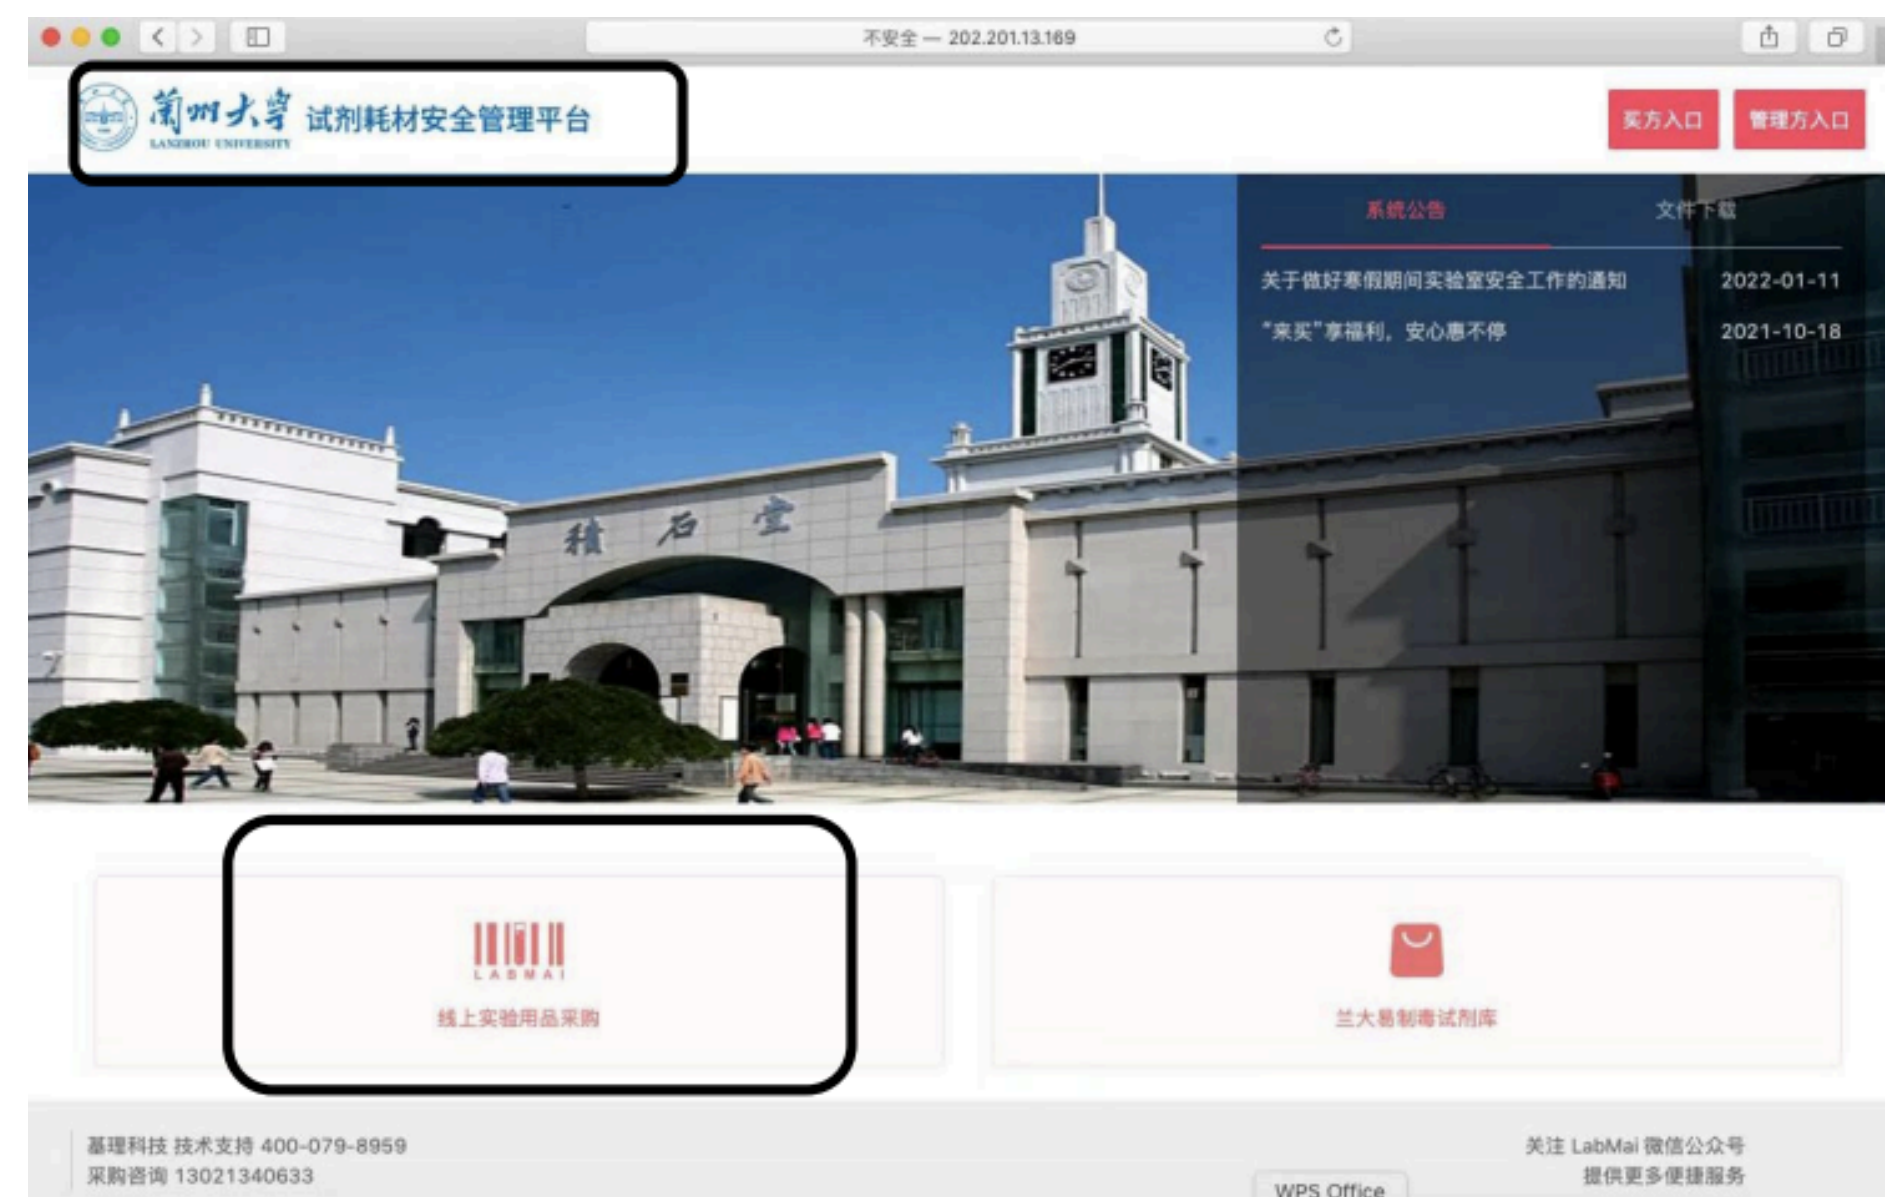 不安全 — 202.201.13.169
兰州大学 试剂耗材安全管理平台
LANZHOU UNIVERSITY
买方入口 管理方入口
系统公告 文件下载
关于做好寒假期间实验室安全工作的通知 2022-01-11
“来买”享福利，安心惠不停 2021-10-18
積石堂
LABMAI
线上实验用品采购
兰大易制毒试剂库
基理科技 技术支持 400-079-8959
采购咨询 13021340633
关注 LabMai 微信公众号
提供更多便捷服务
WPS Office